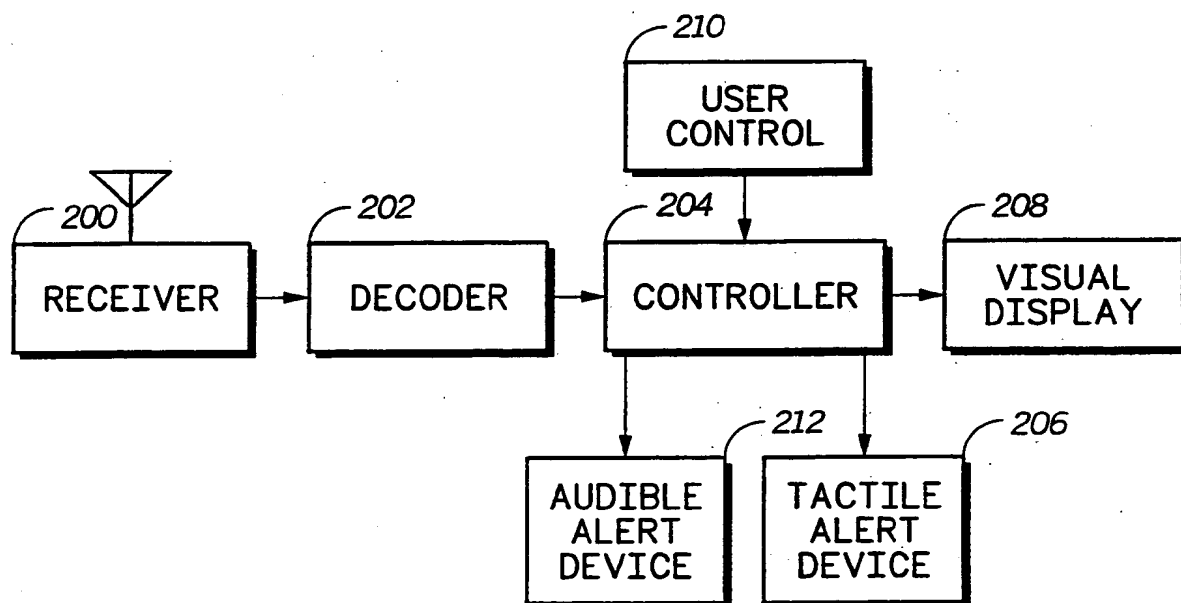 210
USER
CONTROL
200
202
204
208
RECEIVER
DECODER
CONTROLLER
VISUAL
DISPLAY
212
206
AUDIBLE
ALERT
DEVICE
TACTILE
ALERT
DEVICE